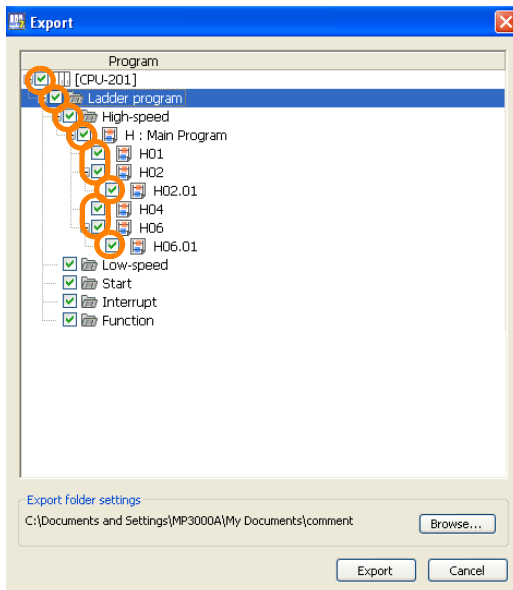 Export
Program
[CPU-201]
Ladder program
High-speed
H : Main Program
H01
H02
H02.01
H04
H06
H06.01
Low-speed
Start
Interrupt
Function
Export folder settings
C:\Documents and Settings\MP3000A\My Documents\comment
Browse...
Export Cancel